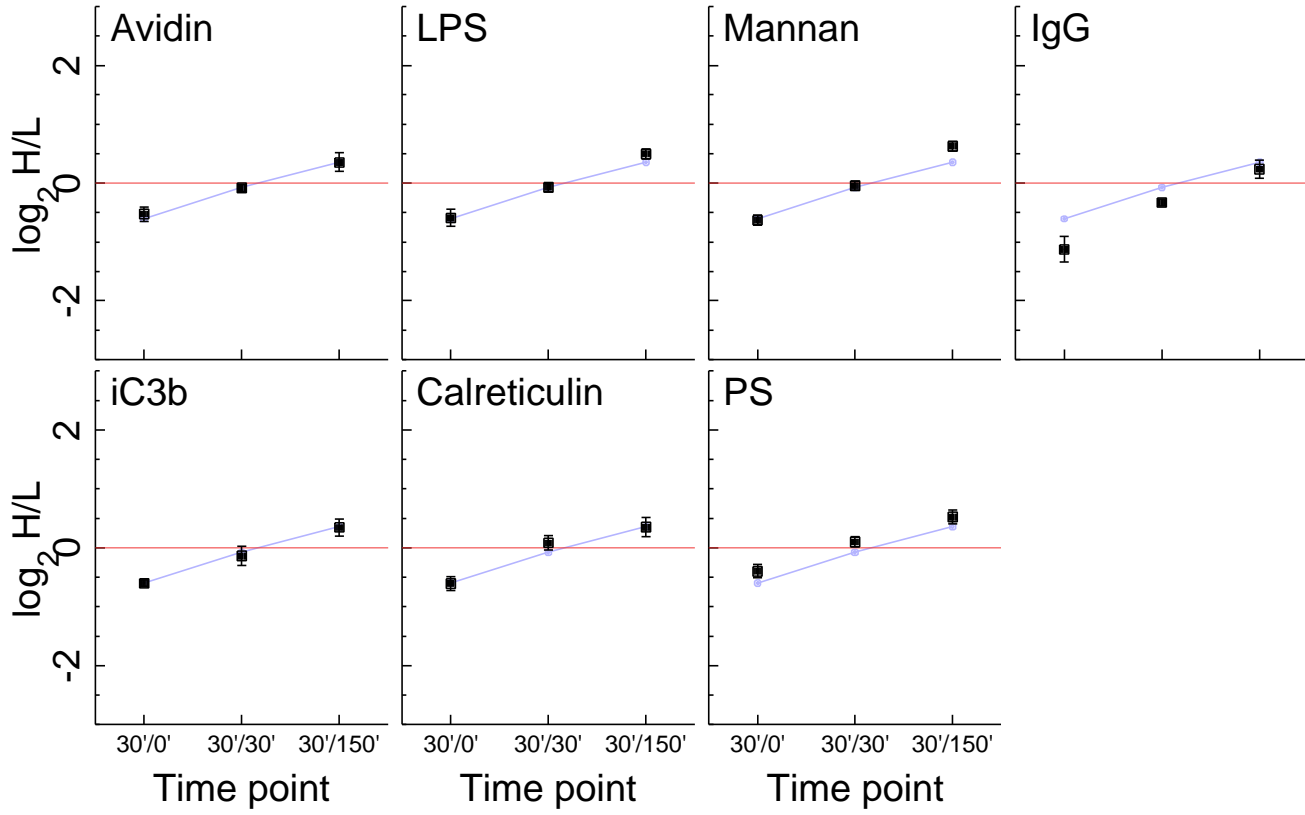 Avidin
LPS
Mannan
IgG
2
0
-2
log2 H/L
iC3b
Calreticulin
PS
2
0
-2
log2 H/L
30'/0' 30'/30' 30'/150' 30'/0' 30'/30' 30'/150' 30'/0' 30'/30' 30'/150'
Time point Time point Time point